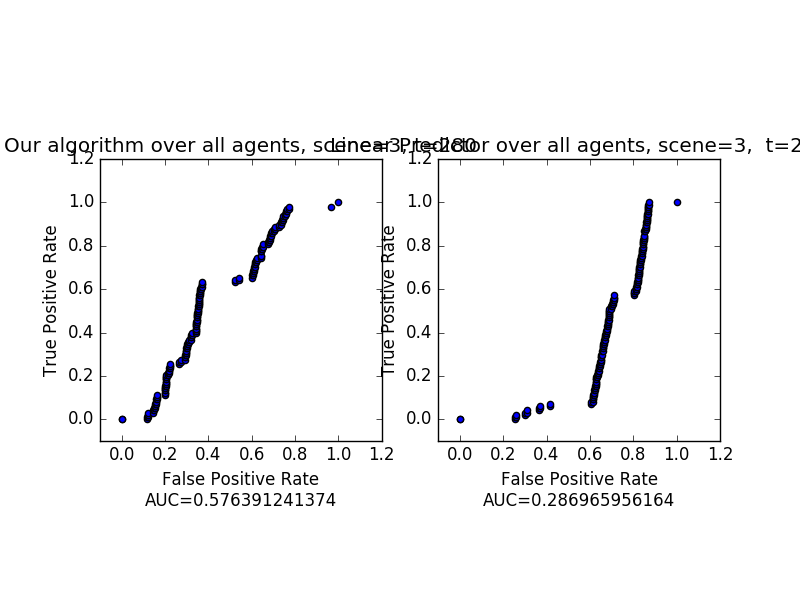 Our algorithm over all agents, scene=3, t=280
Linear Predictor over all agents, scene=3, t=2
1.2
1.0
0.8
0.6
0.4
0.2
0.0
True Positive Rate
0.0 0.2 0.4 0.6 0.8 1.0 1.2
False Positive Rate
AUC=0.576391241374
1.2
1.0
0.8
0.6
0.4
0.2
0.0
True Positive Rate
0.0 0.2 0.4 0.6 0.8 1.0 1.2
False Positive Rate
AUC=0.286965956164